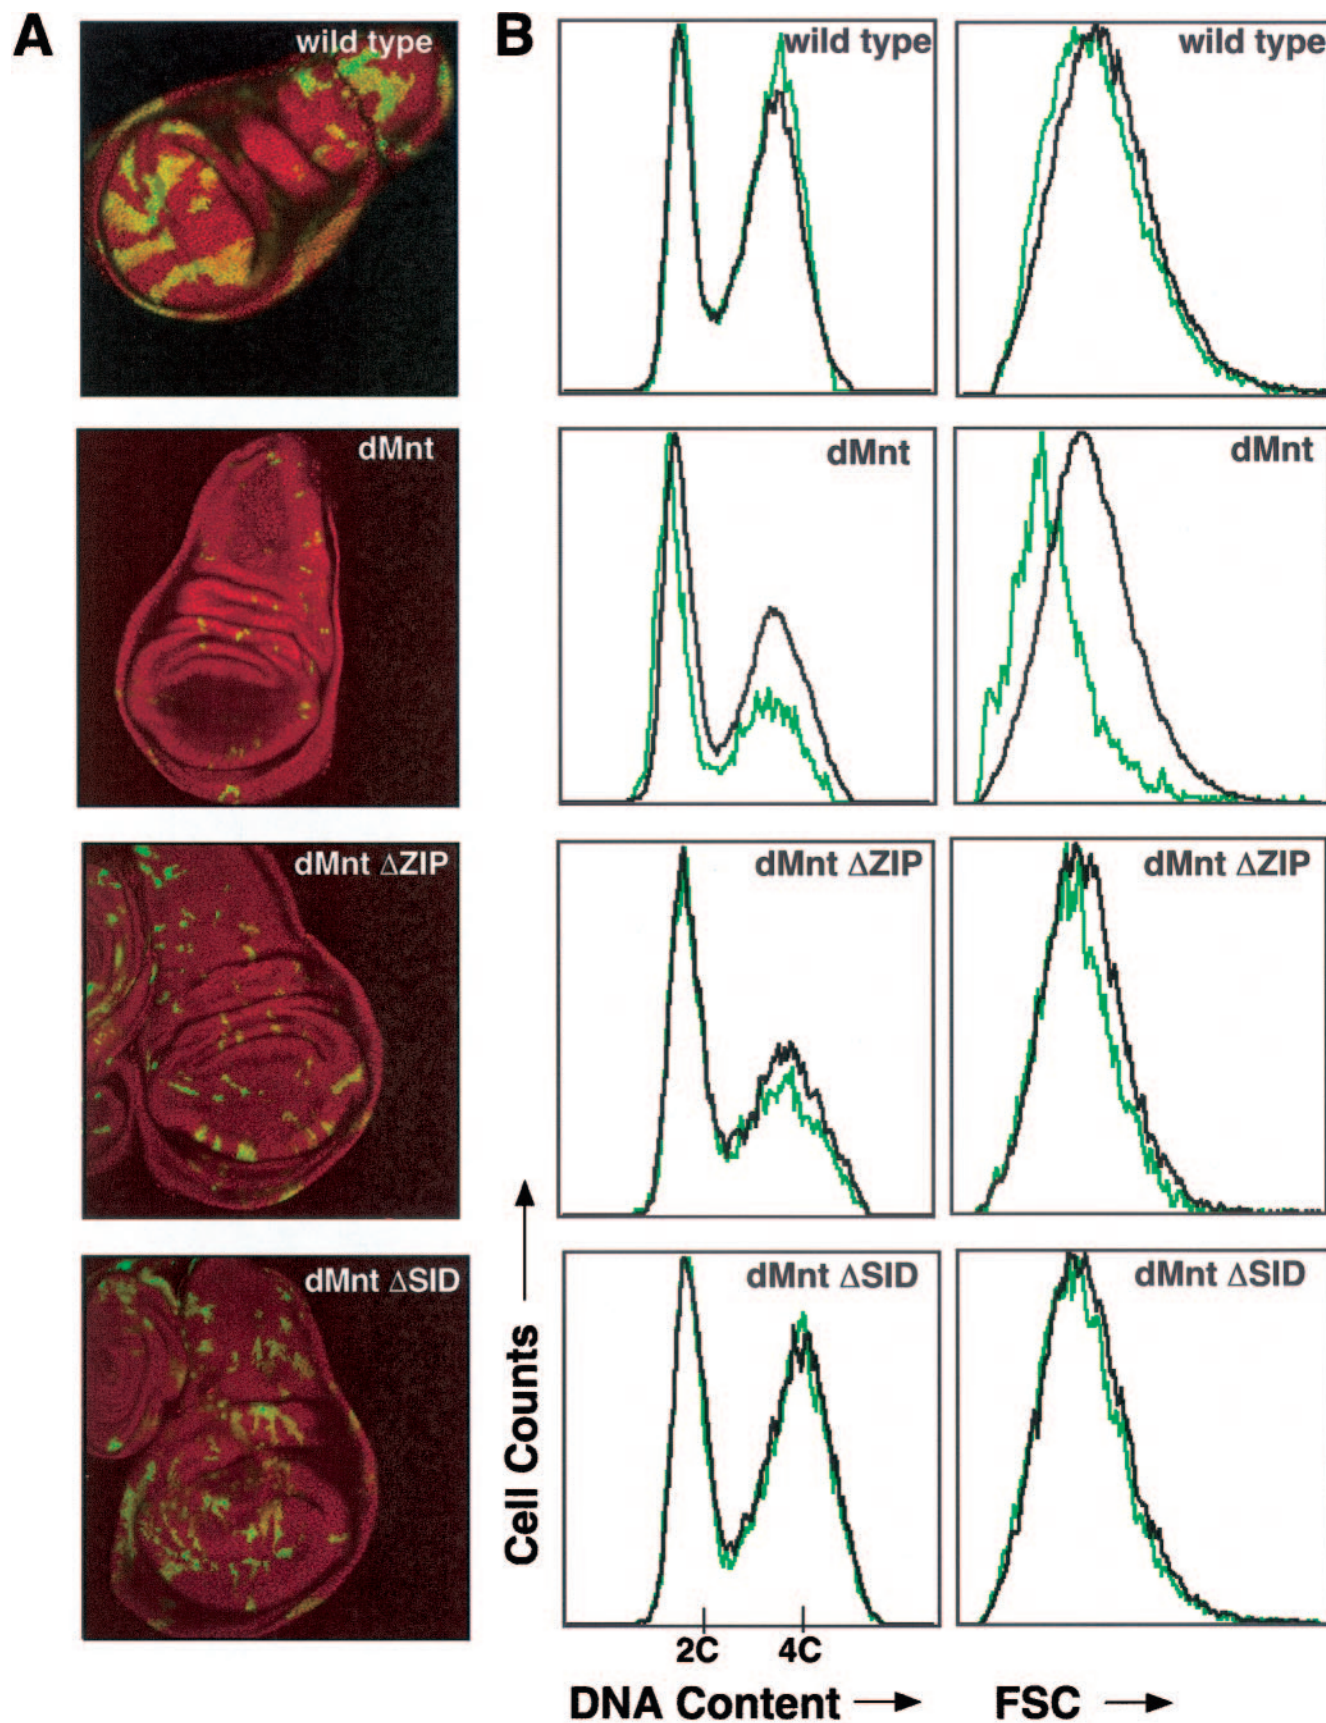 A
B
wild type
wild type
wild type
dMnt
dMnt
dMnt
dMnt ΔZIP
dMnt ΔZIP
dMnt ΔZIP
dMnt ΔSID
dMnt ΔSID
dMnt ΔSID
Cell Counts
2C
4C
DNA Content
FSC